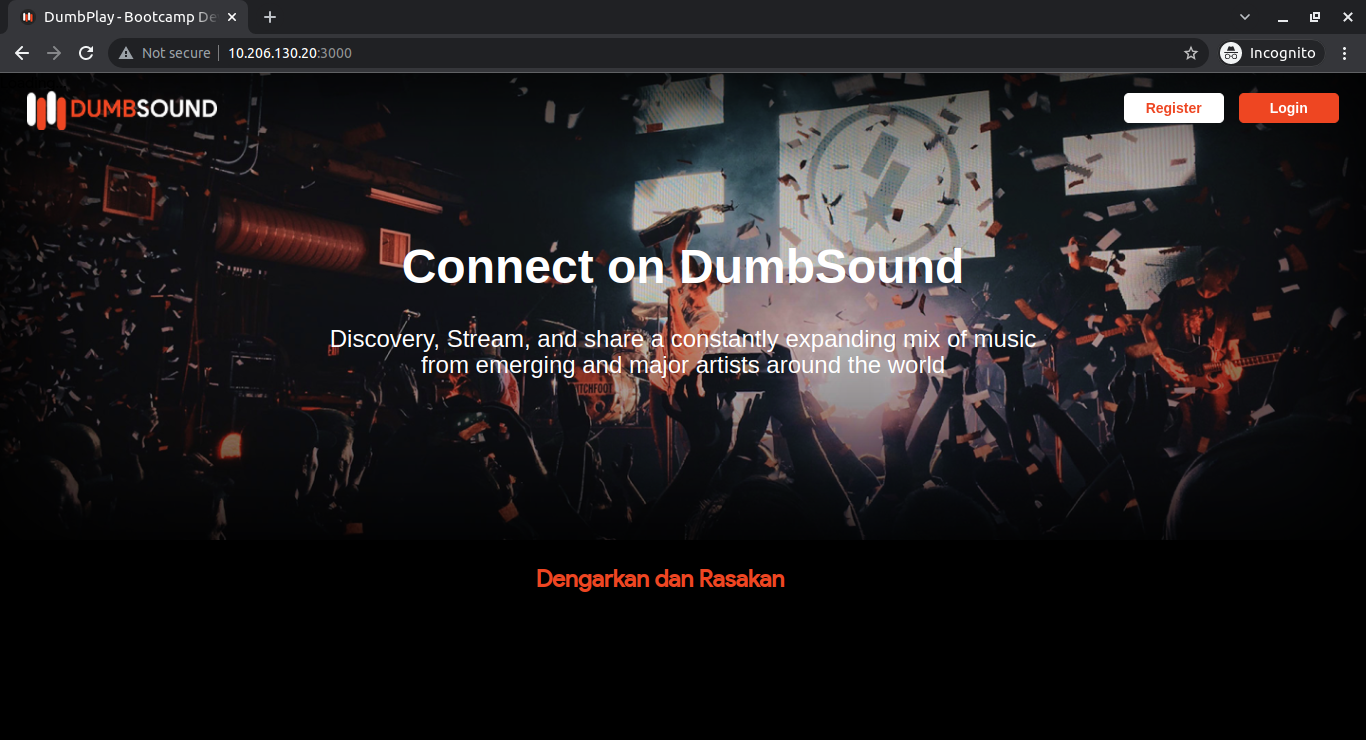 DumbPlay - Bootcamp De
Not secure
10.206.130.20:3000
Incognito
DUMBSOUND
Register
Login
Connect on DumbSound
Discovery, Stream, and share a constantly expanding mix of music
from emerging and major artists around the world
Dengarkan dan Rasakan